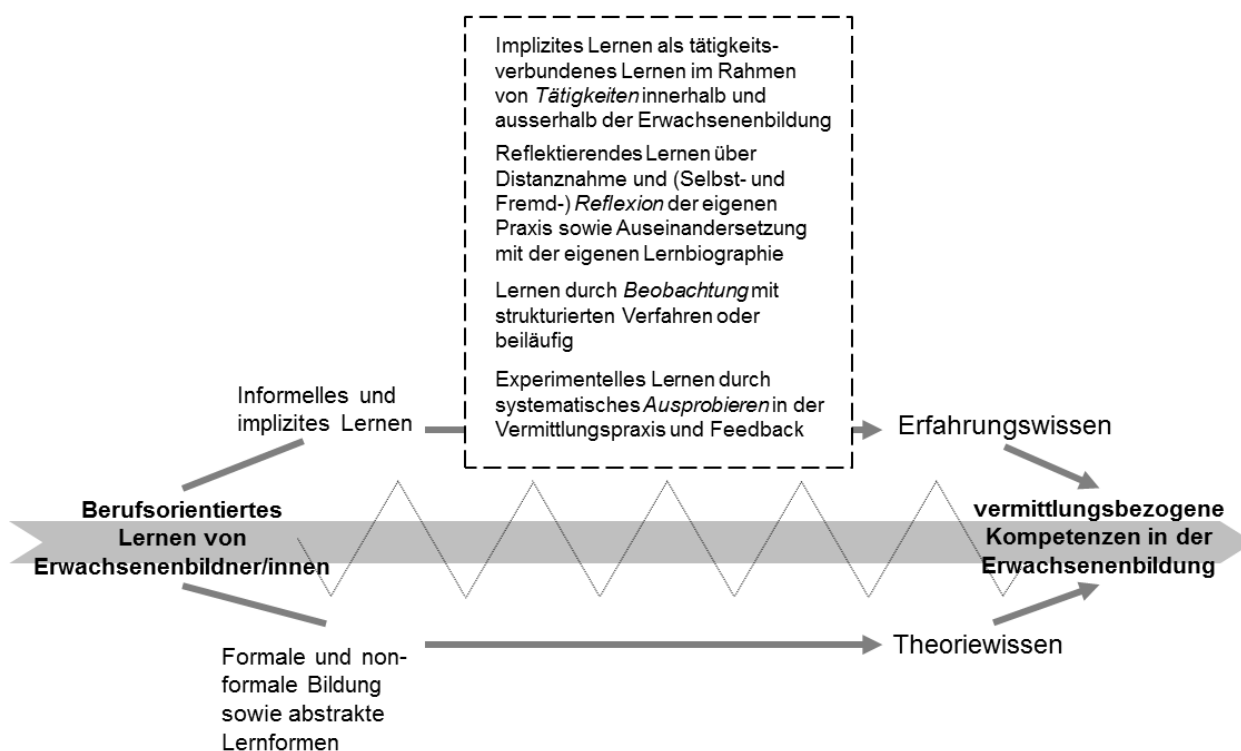 Implizites Lernen als tätigkeits-
verbundenes Lernen im Rahmen
von Tätigkeiten innerhalb und
ausserhalb der Erwachsenenbildung
Reflektierendes Lernen über
Distanznahme und (Selbst- und
Fremd-) Reflexion der eigenen
Praxis sowie Auseinandersetzung
mit der eigenen Lernbiographie
Lernen durch Beobachtung mit
strukturierten Verfahren oder
beiläufig
Experimentelles Lernen durch
systematisches Ausprobieren in der
Vermittlungspraxis und Feedback
Informelles und
implizites Lernen
Erfahrungswissen
Berufsorientiertes
Lernen von
Erwachsenenbildner/innen
vermittlungsbezogene
Kompetenzen in der
Erwachsenenbildung
Formale und non-
formale Bildung
sowie abstrakte
Lernformen
Theoriewissen